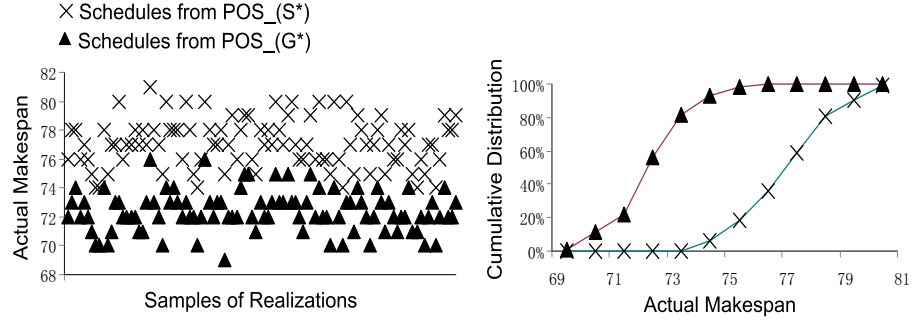 Schedules from POS_(S*)
Schedules from POS_(G*)
Actual Makespan
82
80
78
76
74
72
70
68
Samples of Realizations
Cumulative Distribution
100%
80%
60%
40%
20%
0%
69 71 73 75 77 79 81
Actual Makespan